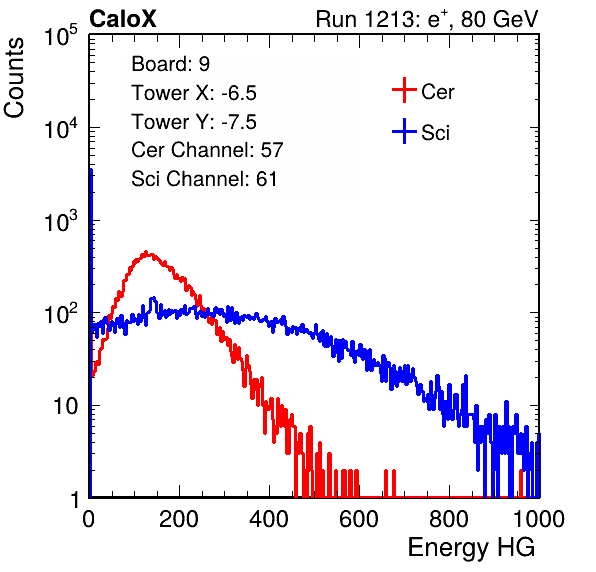 CaloX Run 1213: e⁺, 80 GeV
Counts
10⁵
10⁴
10³
10²
10
1
Board: 9
Tower X: -6.5
Tower Y: -7.5
Cer Channel: 57
Sci Channel: 61
Cer
Sci
0 200 400 600 800 1000
Energy HG